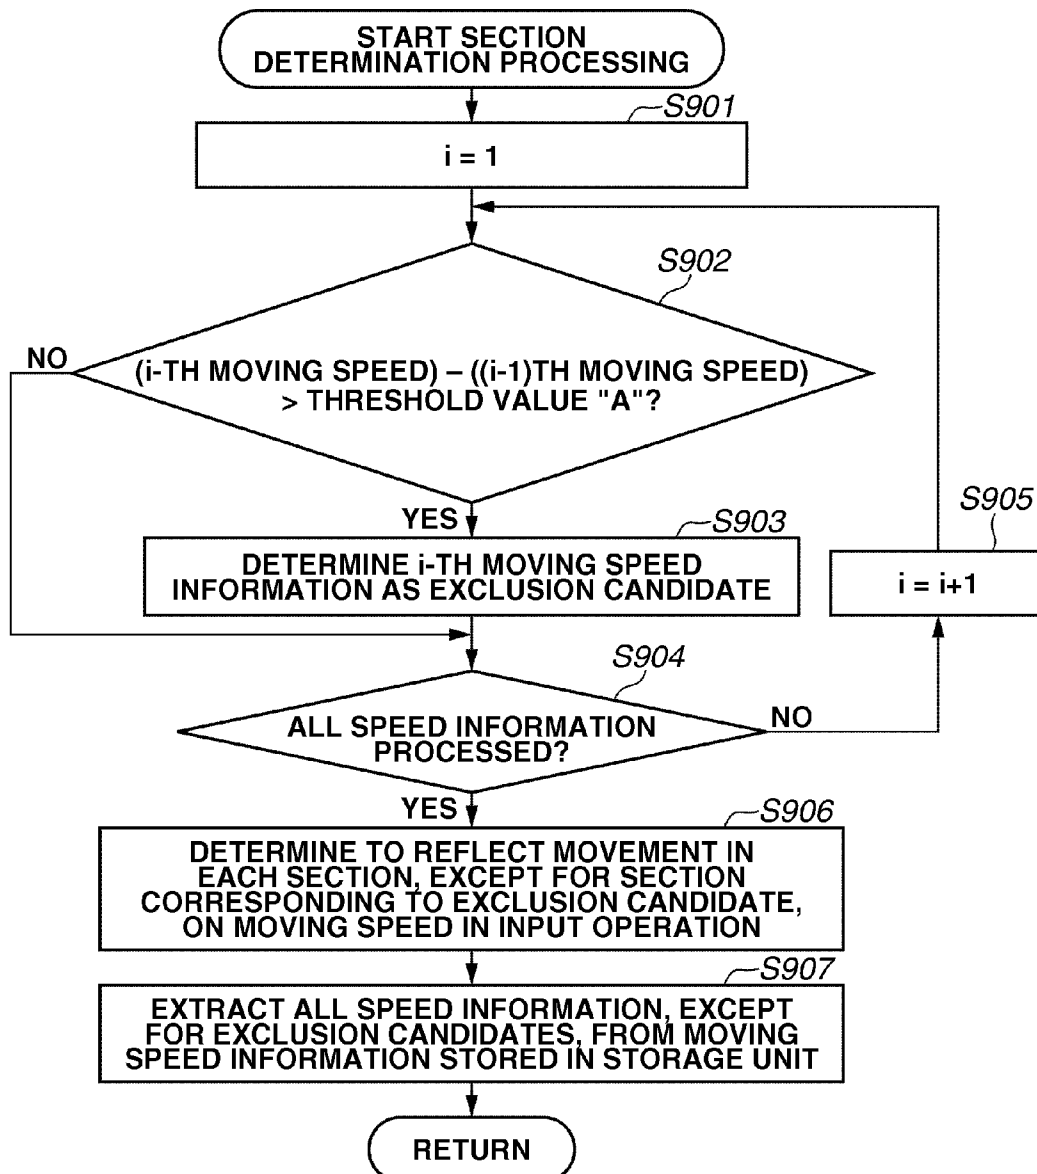 START SECTION
DETERMINATION PROCESSING
S901
i = 1
S902
NO
(i-TH MOVING SPEED) – ((i-1)TH MOVING SPEED)
> THRESHOLD VALUE "A"?
YES
S903
DETERMINE i-TH MOVING SPEED
INFORMATION AS EXCLUSION CANDIDATE
S905
i = i+1
S904
ALL SPEED INFORMATION
PROCESSED?
NO
YES
S906
DETERMINE TO REFLECT MOVEMENT IN
EACH SECTION, EXCEPT FOR SECTION
CORRESPONDING TO EXCLUSION CANDIDATE,
ON MOVING SPEED IN INPUT OPERATION
S907
EXTRACT ALL SPEED INFORMATION, EXCEPT
FOR EXCLUSION CANDIDATES, FROM MOVING
SPEED INFORMATION STORED IN STORAGE UNIT
RETURN